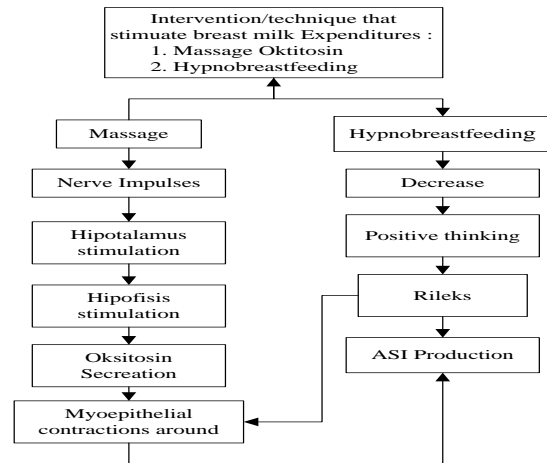 Intervention/technique that
stimuate breast milk Expenditures :
1. Massage Oktitosin
2. Hypnobreastfeeding
Massage
Hypnobreastfeeding
Nerve Impulses
Decrease
Hipotalamus
stimulation
Positive thinking
Hipofisis
stimulation
Rileks
Oksitosin
Secreation
ASI Production
Myoepithelial
contractions around